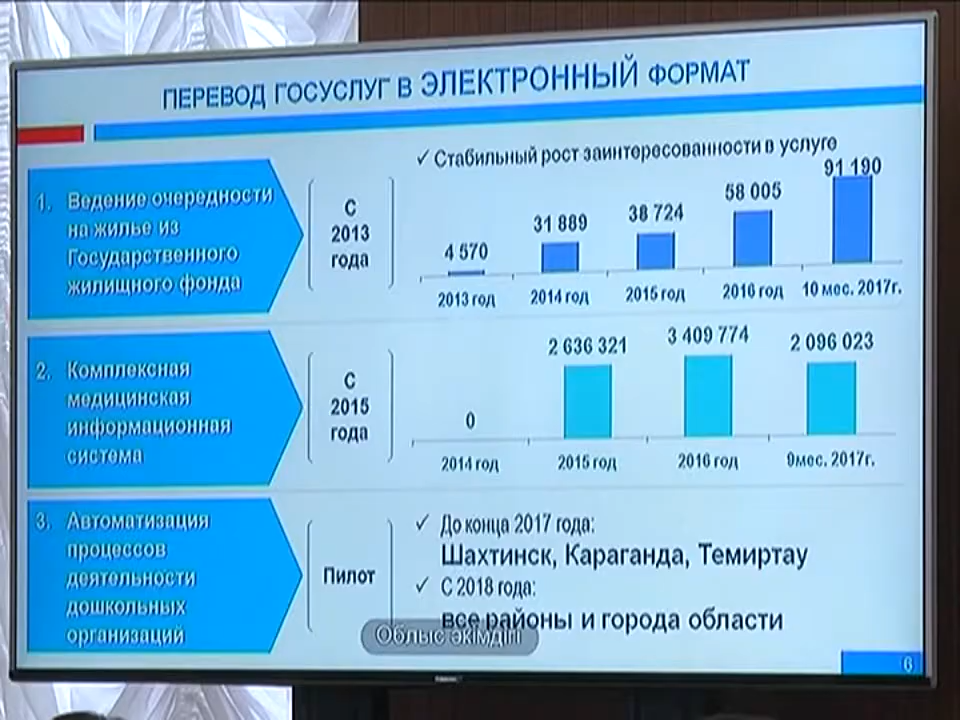 ПЕРЕВОД ГОСУСЛУГ В ЭЛЕКТРОННЫЙ ФОРМАТ
1. Ведение очередности
на жилье из
Государственного
жилищного фонда
С
2013
года
✓ Стабильный рост заинтересованности в услуге
4 570
31 889
38 724
58 005
91 190
2013 год
2014 год
2015 год
2016 год
10 мес. 2017г.
2. Комплексная
медицинская
информационная
система
С
2015
года
0
2 636 321
3 409 774
2 096 023
2014 год
2015 год
2016 год
9мес. 2017г.
3. Автоматизация
процессов
деятельности
дошкольных
организаций
Пилот
✓ До конца 2017 года:
Шахтинск, Караганда, Темиртау
✓ С 2018 года:
все районы и города области
Облыс әкімдігі
6